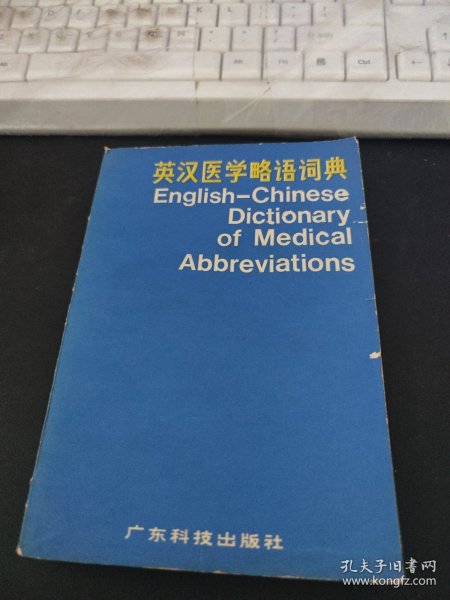 英汉医学略语词典
English-Chinese
Dictionary
of Medical
Abbreviations
广东科技出版社
孔夫子旧书网
www.kongfz.com